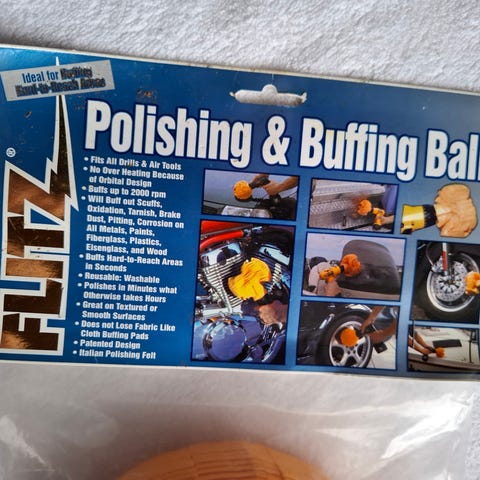 Ideal for Buffing
Hard-to-Reach Areas
FLITZ®
Polishing & Buffing Ball
• Fits All Drills & Air Tools
• No Over Heating Because
of Orbital Design
• Buffs up to 2000 rpm
• Will Buff out Scuffs,
Oxidation, Tarnish, Brake
Dust, Pitting, Corrosion on
All Metals, Paints,
Fiberglass, Plastics,
Eisenglass, and Wood
• Buffs Hard-to-Reach Areas
in Seconds
• Reusable: Washable
• Polishes in Minutes what
Otherwise takes Hours
• Great on Textured or
Smooth Surfaces
• Does not Lose Fabric Like
Cloth Buffing Pads
• Patented Design
• Italian Polishing Felt